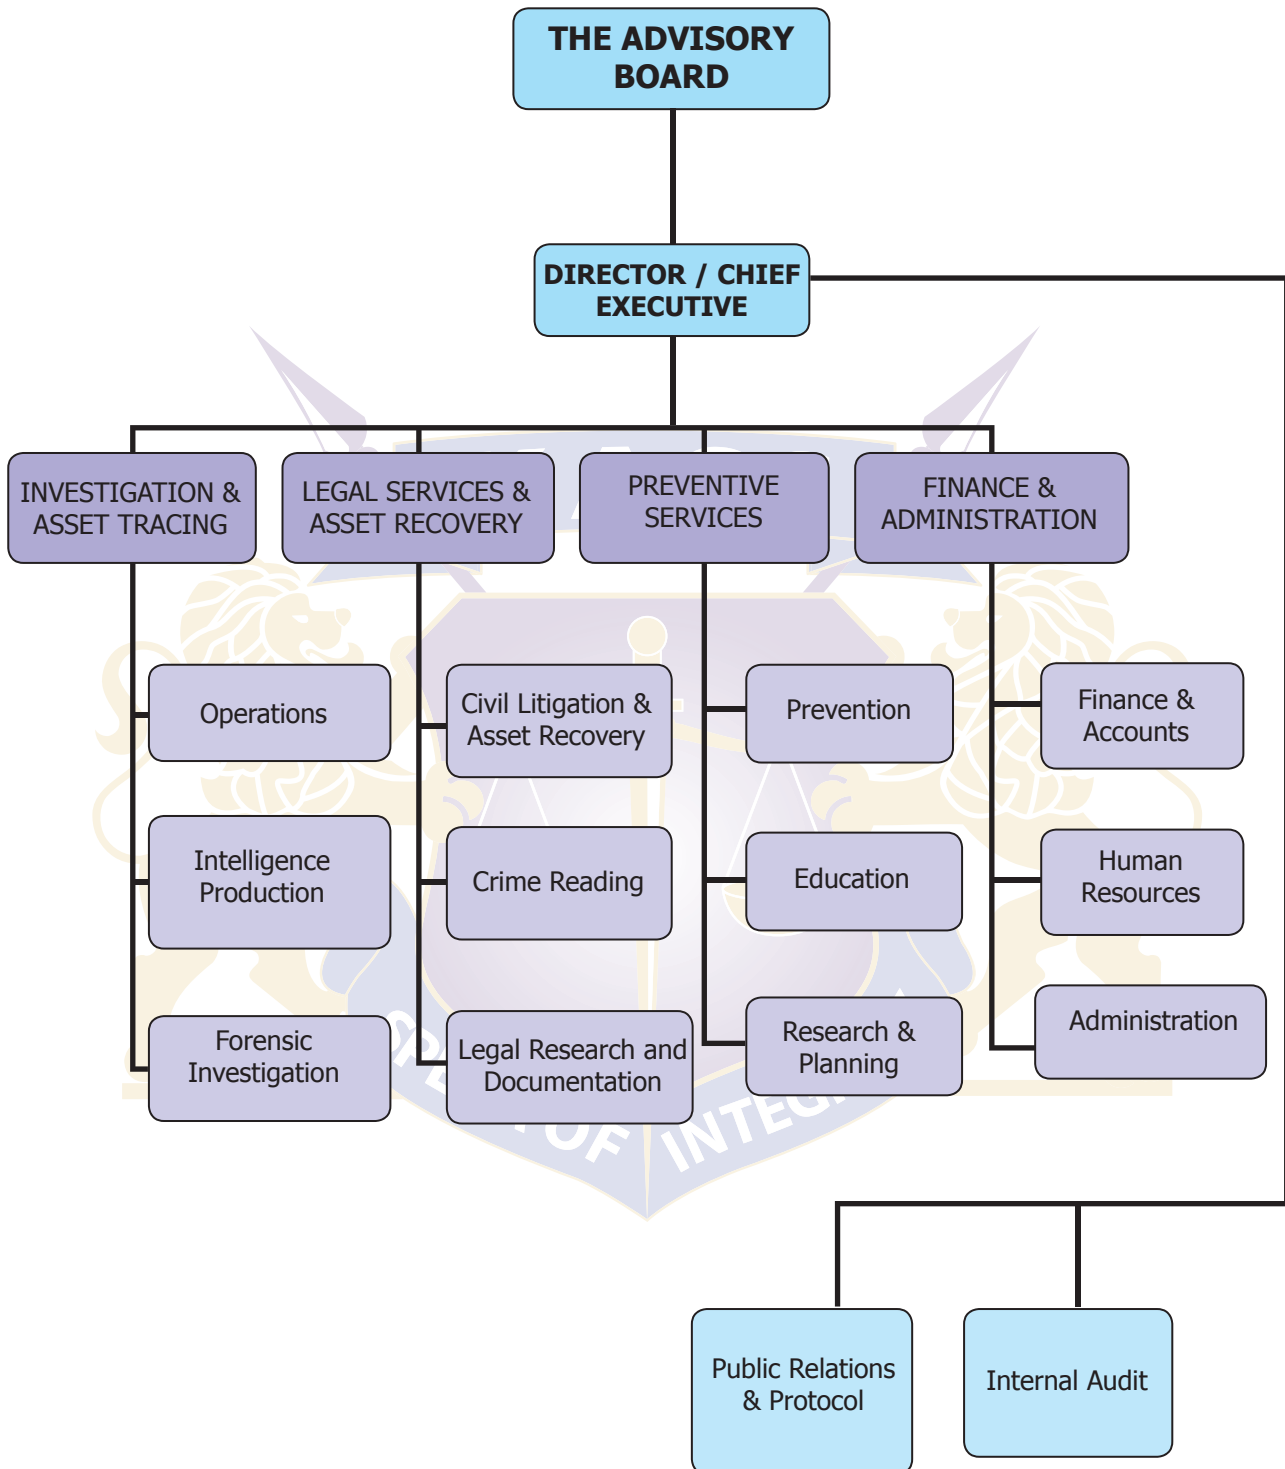 THE ADVISORY
BOARD
DIRECTOR / CHIEF
EXECUTIVE
INVESTIGATION &
ASSET TRACING
LEGAL SERVICES &
ASSET RECOVERY
PREVENTIVE
SERVICES
FINANCE &
ADMINISTRATION
Operations
Intelligence
Production
Forensic
Investigation
Civil Litigation &
Asset Recovery
Crime Reading
Legal Research and
Documentation
Prevention
Education
Research &
Planning
Finance &
Accounts
Human
Resources
Administration
OF
Public Relations
& Protocol
Internal Audit